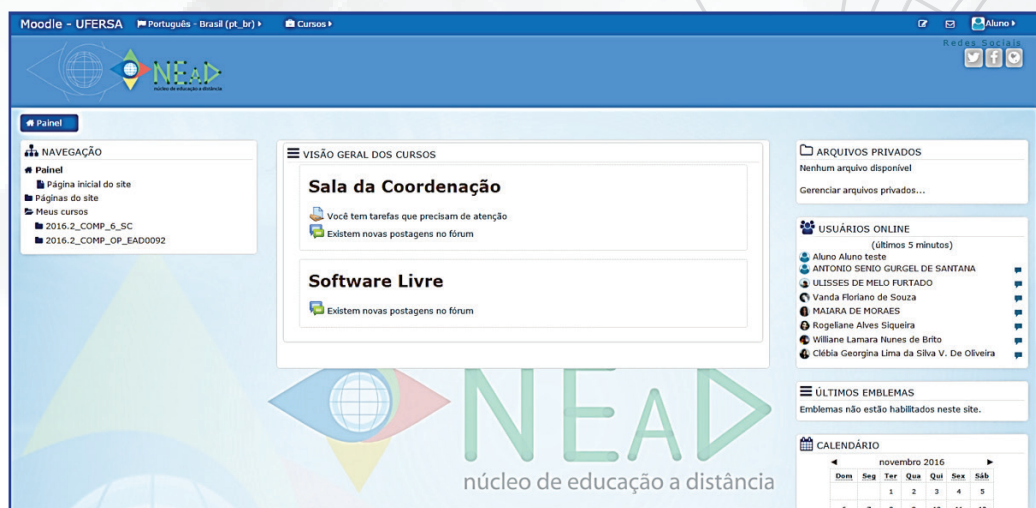 Moodle - UFERSA Português - Brasil (pt_br) Cursos Aluno
Redes Sociais
NEAD
núcleo de educação a distância
Painel
NAVEGAÇÃO
Painel
Página inicial do site
Páginas do site
Meus cursos
2016.2_COMP_6_SC
2016.2_COMP_OP_EAD0092
VISÃO GERAL DOS CURSOS
Sala da Coordenação
Você tem tarefas que precisam de atenção
Existem novas postagens no fórum
Software Livre
Existem novas postagens no fórum
NEAD
núcleo de educação a distância
ARQUIVOS PRIVADOS
Nenhum arquivo disponível
Gerenciar arquivos privados...
USUÁRIOS ONLINE
(últimos 5 minutos)
Aluno Aluno teste
ANTONIO SENIO GURGEL DE SANTANA
ULISSES DE MELO FURTADO
Vanda Floriano de Souza
MAIARA DE MORAES
Rogeliane Alves Siqueira
Williane Lamara Nunes de Brito
Clébia Georgina Lima da Silva V. De Oliveira
ÚLTIMOS EMBLEMAS
Emblemas não estão habilitados neste site.
CALENDÁRIO
novembro 2016
Dom Seg Ter Qua Qui Sex Sáb
1 2 3 4 5